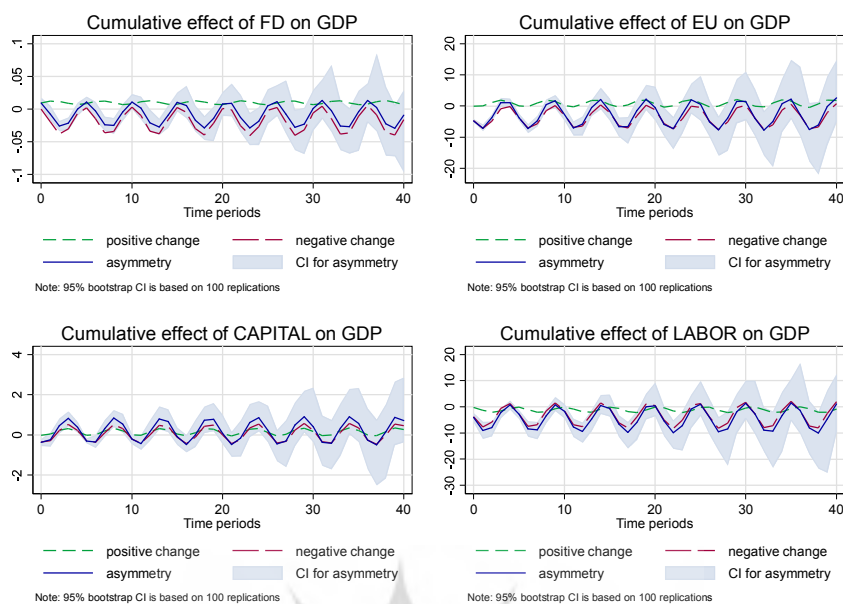 Cumulative effect of FD on GDP
.1
.05
0
-.05
-.1
0 10 20 30 40
Time periods
positive change negative change
asymmetry CI for asymmetry
Note: 95% bootstrap CI is based on 100 replications
Cumulative effect of EU on GDP
20
10
0
-10
-20
0 10 20 30 40
Time periods
positive change negative change
asymmetry CI for asymmetry
Note: 95% bootstrap CI is based on 100 replications
Cumulative effect of CAPITAL on GDP
4
2
0
-2
0 10 20 30 40
Time periods
positive change negative change
asymmetry CI for asymmetry
Note: 95% bootstrap CI is based on 100 replications
Cumulative effect of LABOR on GDP
20
10
0
-10
-20
-30
0 10 20 30 40
Time periods
positive change negative change
asymmetry CI for asymmetry
Note: 95% bootstrap CI is based on 100 replications